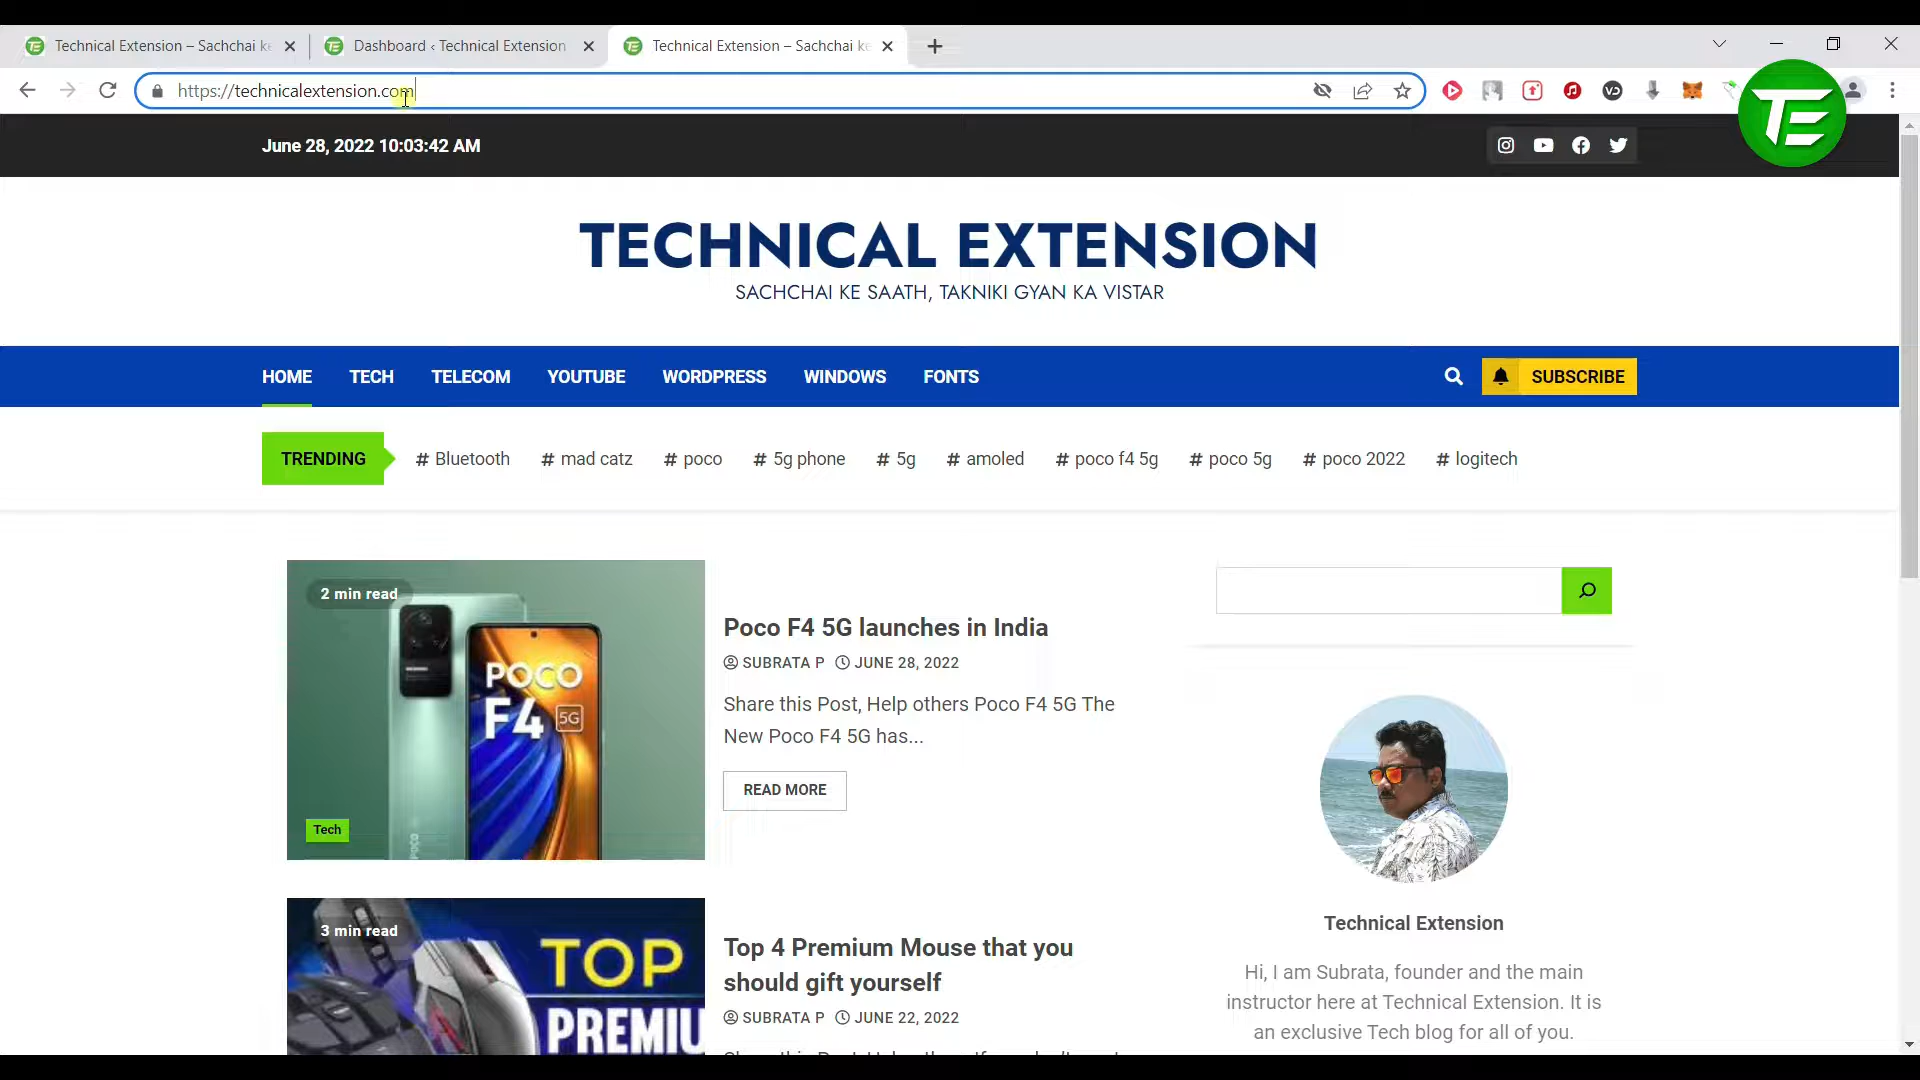 Technical Extension – Sachchai ke
Dashboard ‹ Technical Extension
Technical Extension – Sachchai ke
https://technicalextension.com
TE
June 28, 2022 10:03:42 AM
TECHNICAL EXTENSION
SACHCHAI KE SAATH, TAKNIKI GYAN KA VISTAR
HOME TECH TELECOM YOUTUBE WORDPRESS WINDOWS FONTS
SUBSCRIBE
TRENDING # Bluetooth # mad catz # poco # 5g phone # 5g # amoled # poco f4 5g # poco 5g # poco 2022 # logitech
2 min read
POCO
F4 5G
POCO
Tech
Poco F4 5G launches in India
SUBRATA P JUNE 28, 2022
Share this Post, Help others Poco F4 5G The
New Poco F4 5G has...
READ MORE
3 min read
TOP
PREMIU
Top 4 Premium Mouse that you
should gift yourself
SUBRATA P JUNE 22, 2022
Technical Extension
Hi, I am Subrata, founder and the main
instructor here at Technical Extension. It is
an exclusive Tech blog for all of you.